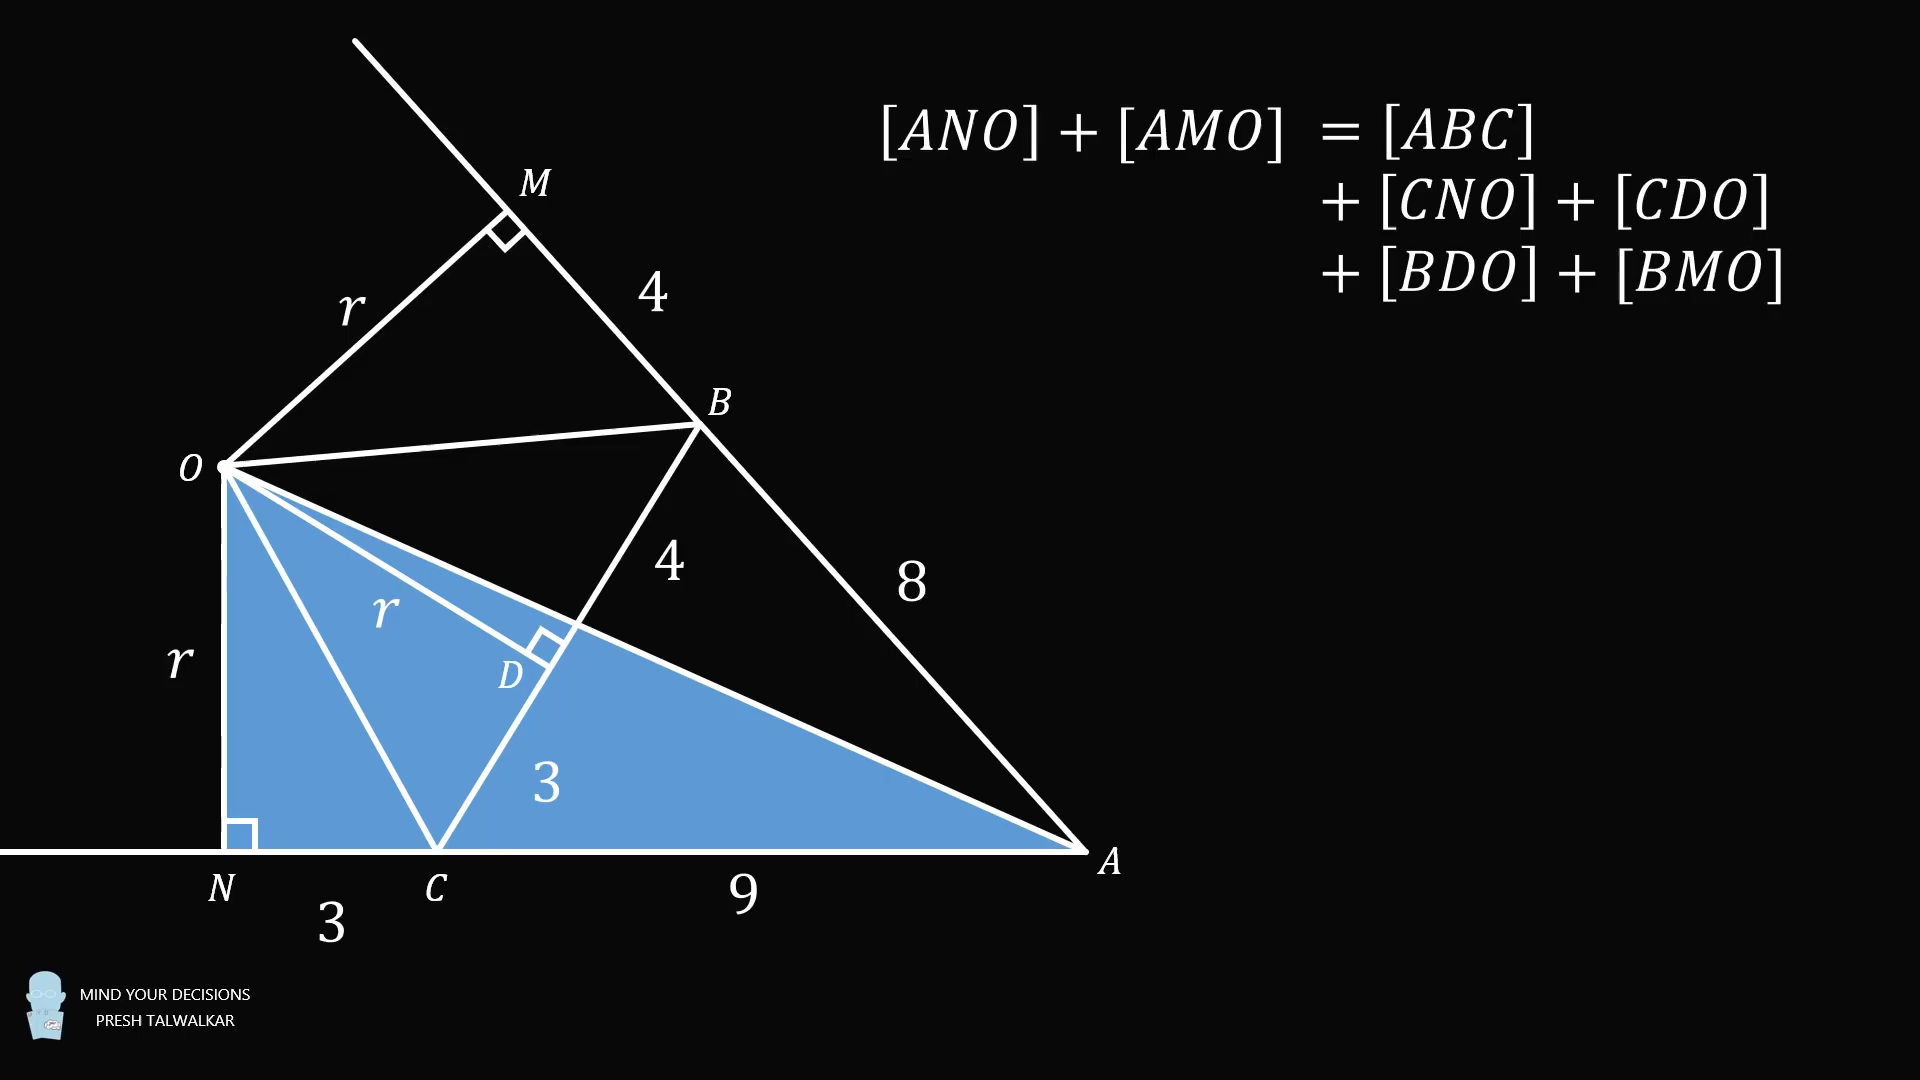 [ANO] + [AMO] = [ABC]
+ [CNO] + [CDO]
+ [BDO] + [BMO]
M
4
r
B
O
4
8
r
D
r
3
A
N
C
9
3
MIND YOUR DECISIONS
PRESH TALWALKAR